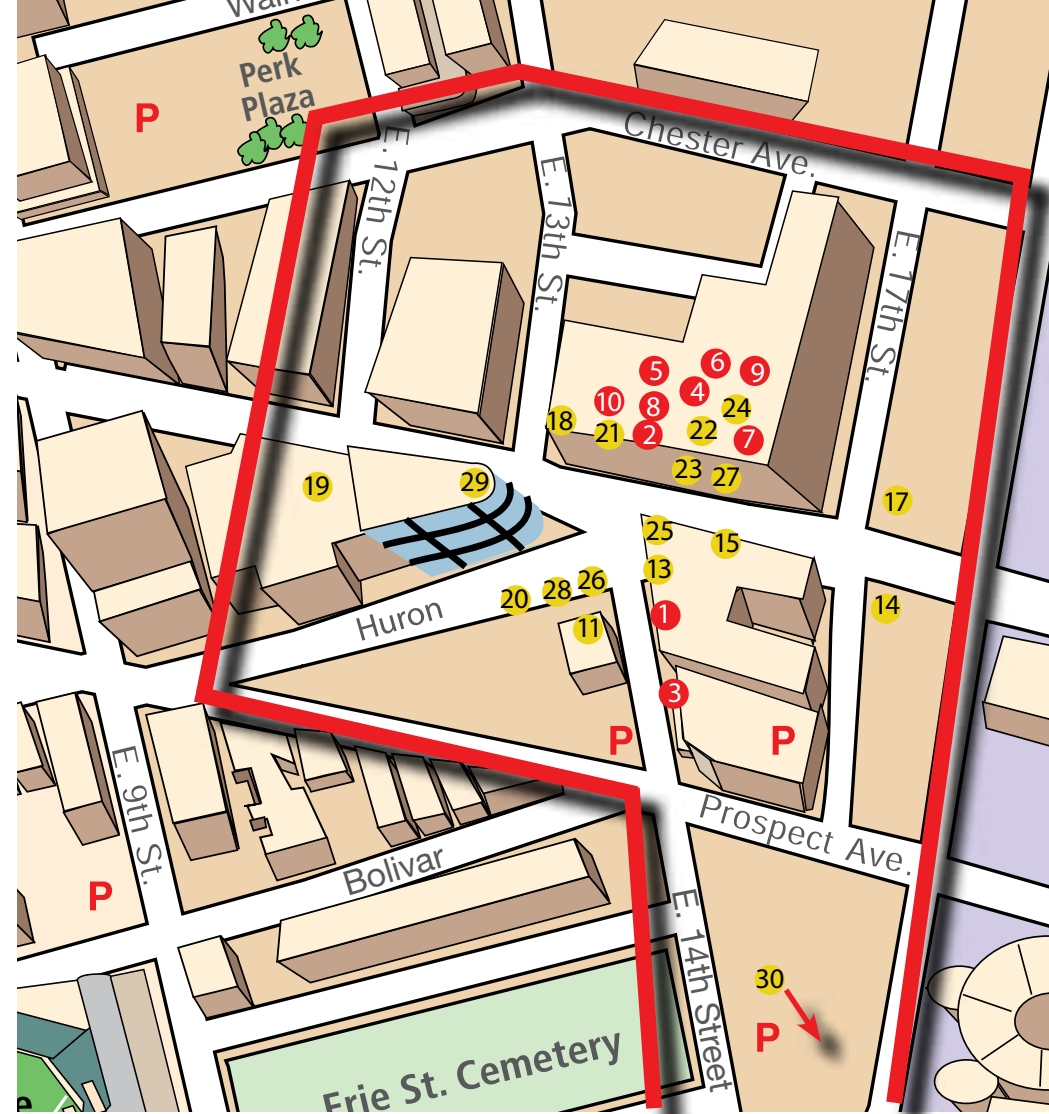 Perk
Plaza
P
Chester Ave.
E. 12th St.
E. 13th St.
E. 17th St.
6
5
9
4
10
8
24
18
21
2
22
7
23
27
19
29
17
25
15
13
26
28
20
14
11
1
Huron
3
P
P
E. 9th St.
Prospect Ave.
Bolivar
P
E. 14th Street
30
P
Erie St. Cemetery